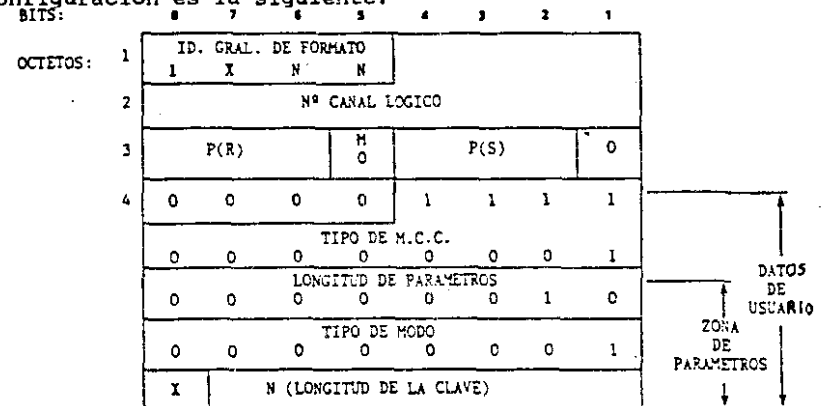 onfiguración es la siguiente:
BITS: 8 7 6 5 4 3 2 1
OCTETOS:
1 ID. GRAL. DE FORMATO
1 X N N
2 Nº CANAL LOGICO
3 P(R) M P(S) 0
0
4 0 0 0 0 1 1 1 1
TIPO DE M.C.C.
0 0 0 0 0 0 0 I
LONGITUD DE PARAMETROS
0 0 0 0 0 0 1 0
TIPO DE MODO
0 0 0 0 0 0 0 1
X N (LONGITUD DE LA CLAVE)
DATOS
DE
USUARIO
ZONA
DE
PARAMETROS